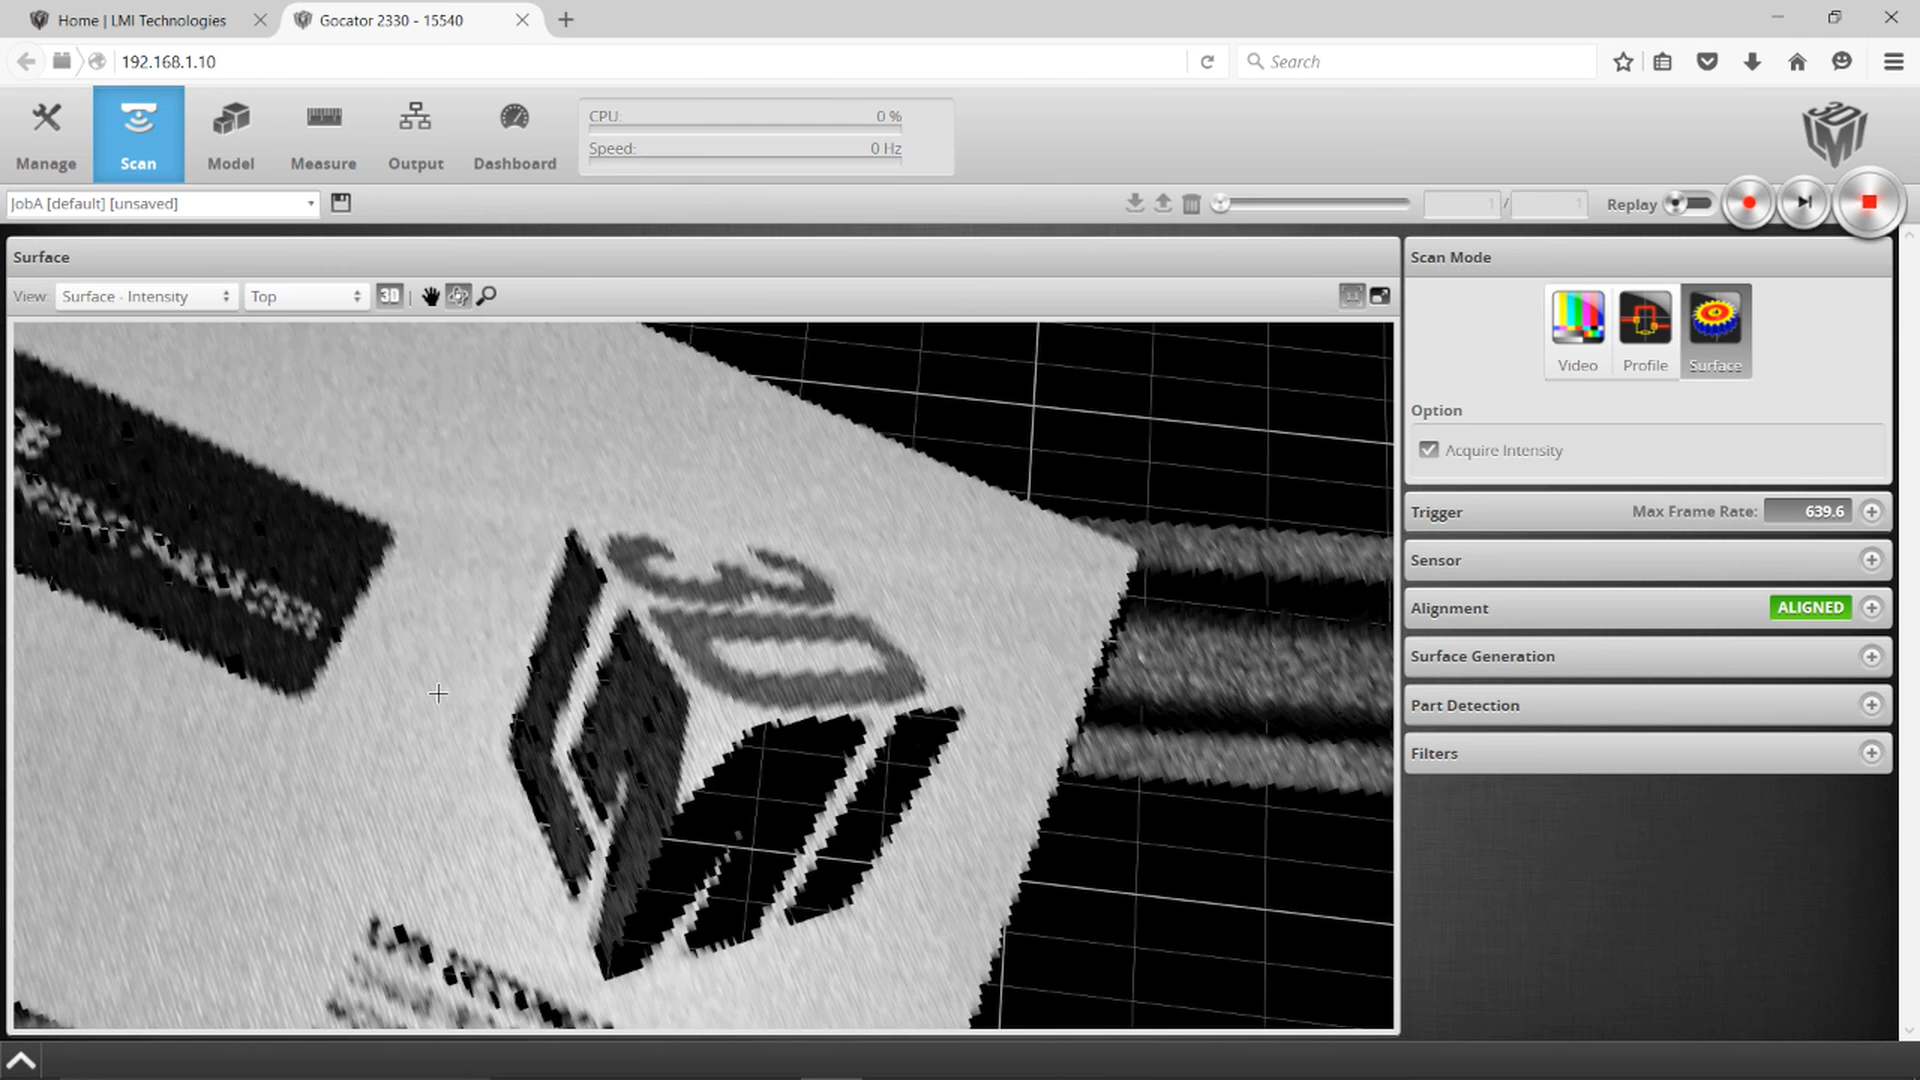 Home | LMI Technologies
Gocator 2330 - 15540
192.168.1.10
Search
Manage
Scan
Model
Measure
Output
Dashboard
CPU: 0 %
Speed: 0 Hz
JobA [default] [unsaved]
1 / 1
Replay
Surface
View: Surface - Intensity Top 3D
Scan Mode
Video
Profile
Surface
Option
Acquire Intensity
Trigger Max Frame Rate: 639.6
Sensor
Alignment ALIGNED
Surface Generation
Part Detection
Filters
3D